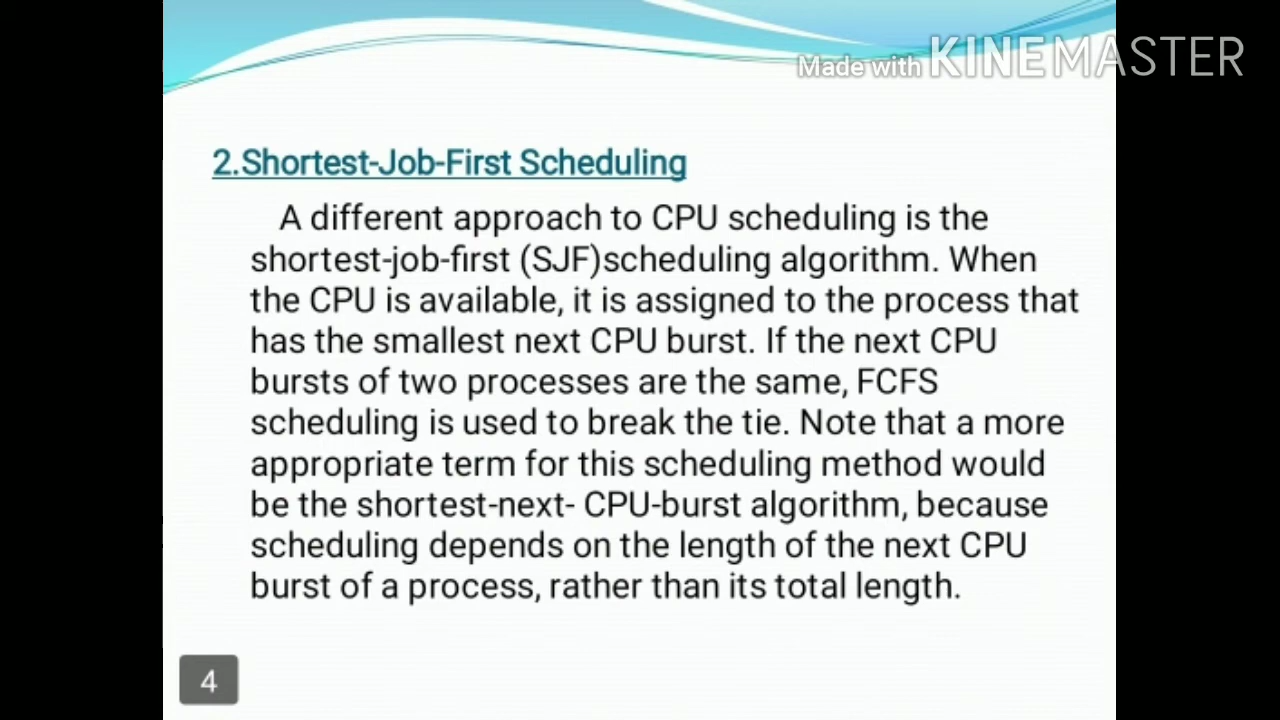 Made with KINEMASTER
2.Shortest-Job-First Scheduling
A different approach to CPU scheduling is the
shortest-job-first (SJF)scheduling algorithm. When
the CPU is available, it is assigned to the process that
has the smallest next CPU burst. If the next CPU
bursts of two processes are the same, FCFS
scheduling is used to break the tie. Note that a more
appropriate term for this scheduling method would
be the shortest-next- CPU-burst algorithm, because
scheduling depends on the length of the next CPU
burst of a process, rather than its total length.
4